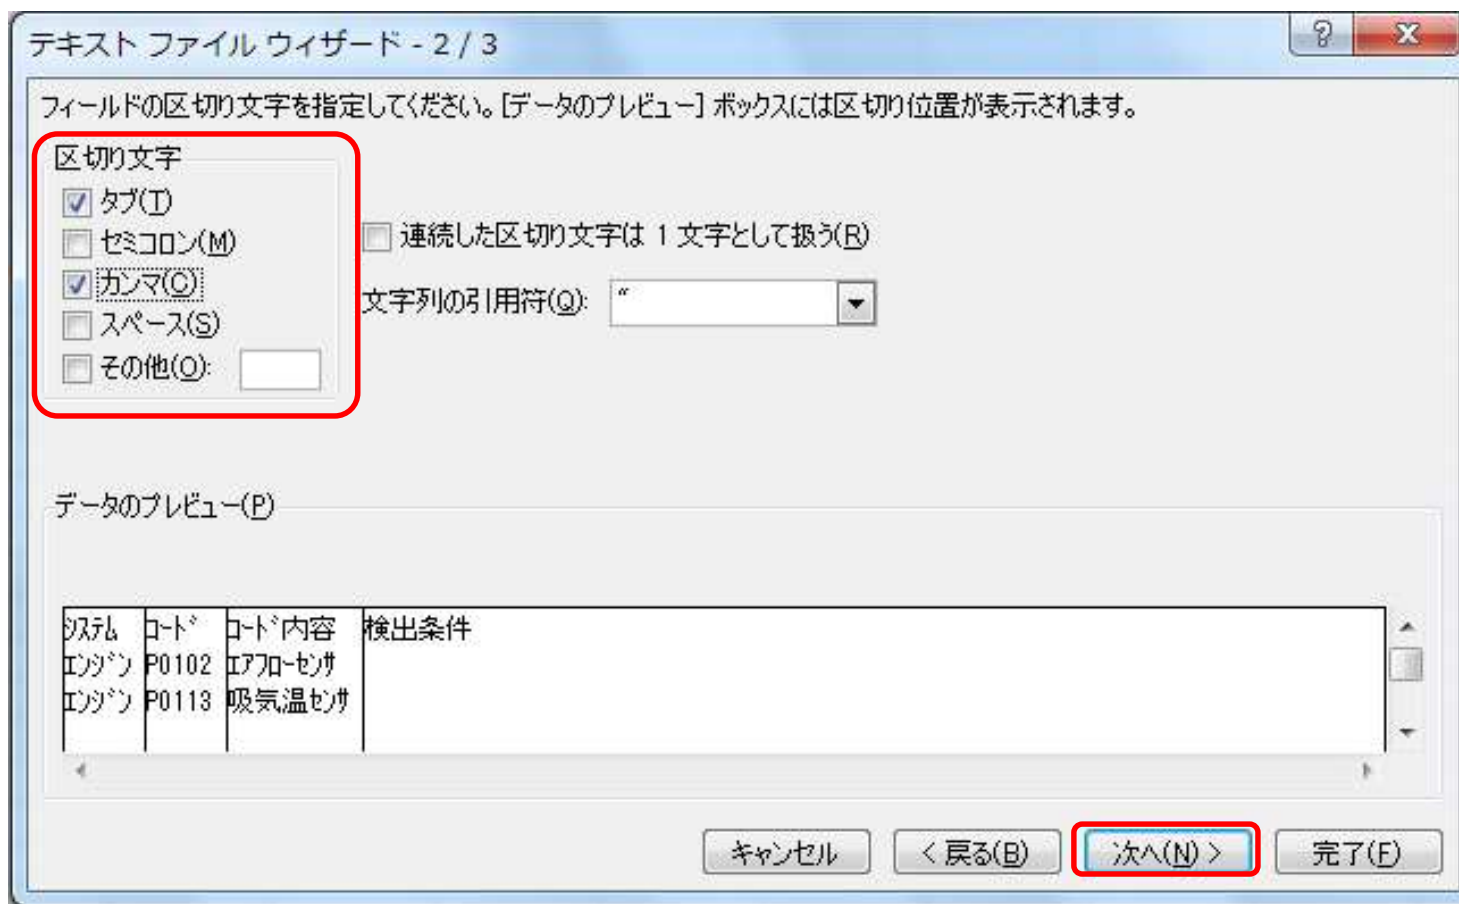 テキスト ファイル ウィザード - 2 / 3
フィールドの区切り文字を指定してください。[データのプレビュー] ボックスには区切り位置が表示されます。
区切り文字
タブ(T)
セミコロン(M)
カンマ(C)
スペース(S)
その他(O):
連続した区切り文字は 1 文字として扱う(R)
文字列の引用符(Q): "
データのプレビュー(P)
ｼｽﾃﾑ ｺｰﾄﾞ ｺｰﾄﾞ内容 検出条件
ｴﾝｼﾞﾝ P0102 ｴｱﾌﾛｰｾﾝｻ
ｴﾝｼﾞﾝ P0113 吸気温ｾﾝｻ
キャンセル < 戻る(B) 次へ(N) > 完了(F)